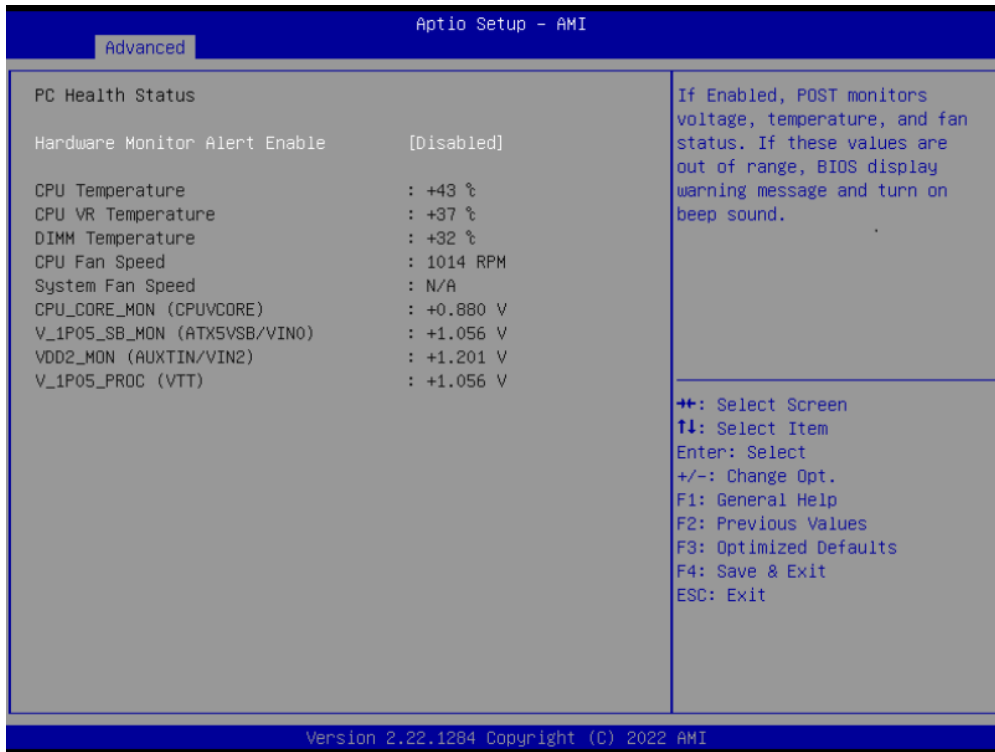 Aptio Setup – AMI
Advanced
PC Health Status
Hardware Monitor Alert Enable [Disabled]
CPU Temperature : +43 ℃
CPU VR Temperature : +37 ℃
DIMM Temperature : +32 ℃
CPU Fan Speed : 1014 RPM
System Fan Speed : N/A
CPU_CORE_MON (CPUVCORE) : +0.880 V
V_1P05_SB_MON (ATX5VSB/VIN0) : +1.056 V
VDD2_MON (AUXTIN/VIN2) : +1.201 V
V_1P05_PROC (VTT) : +1.056 V
If Enabled, POST monitors
voltage, temperature, and fan
status. If these values are
out of range, BIOS display
warning message and turn on
beep sound.
→←: Select Screen
↑↓: Select Item
Enter: Select
+/-: Change Opt.
F1: General Help
F2: Previous Values
F3: Optimized Defaults
F4: Save & Exit
ESC: Exit
Version 2.22.1284 Copyright (C) 2022 AMI